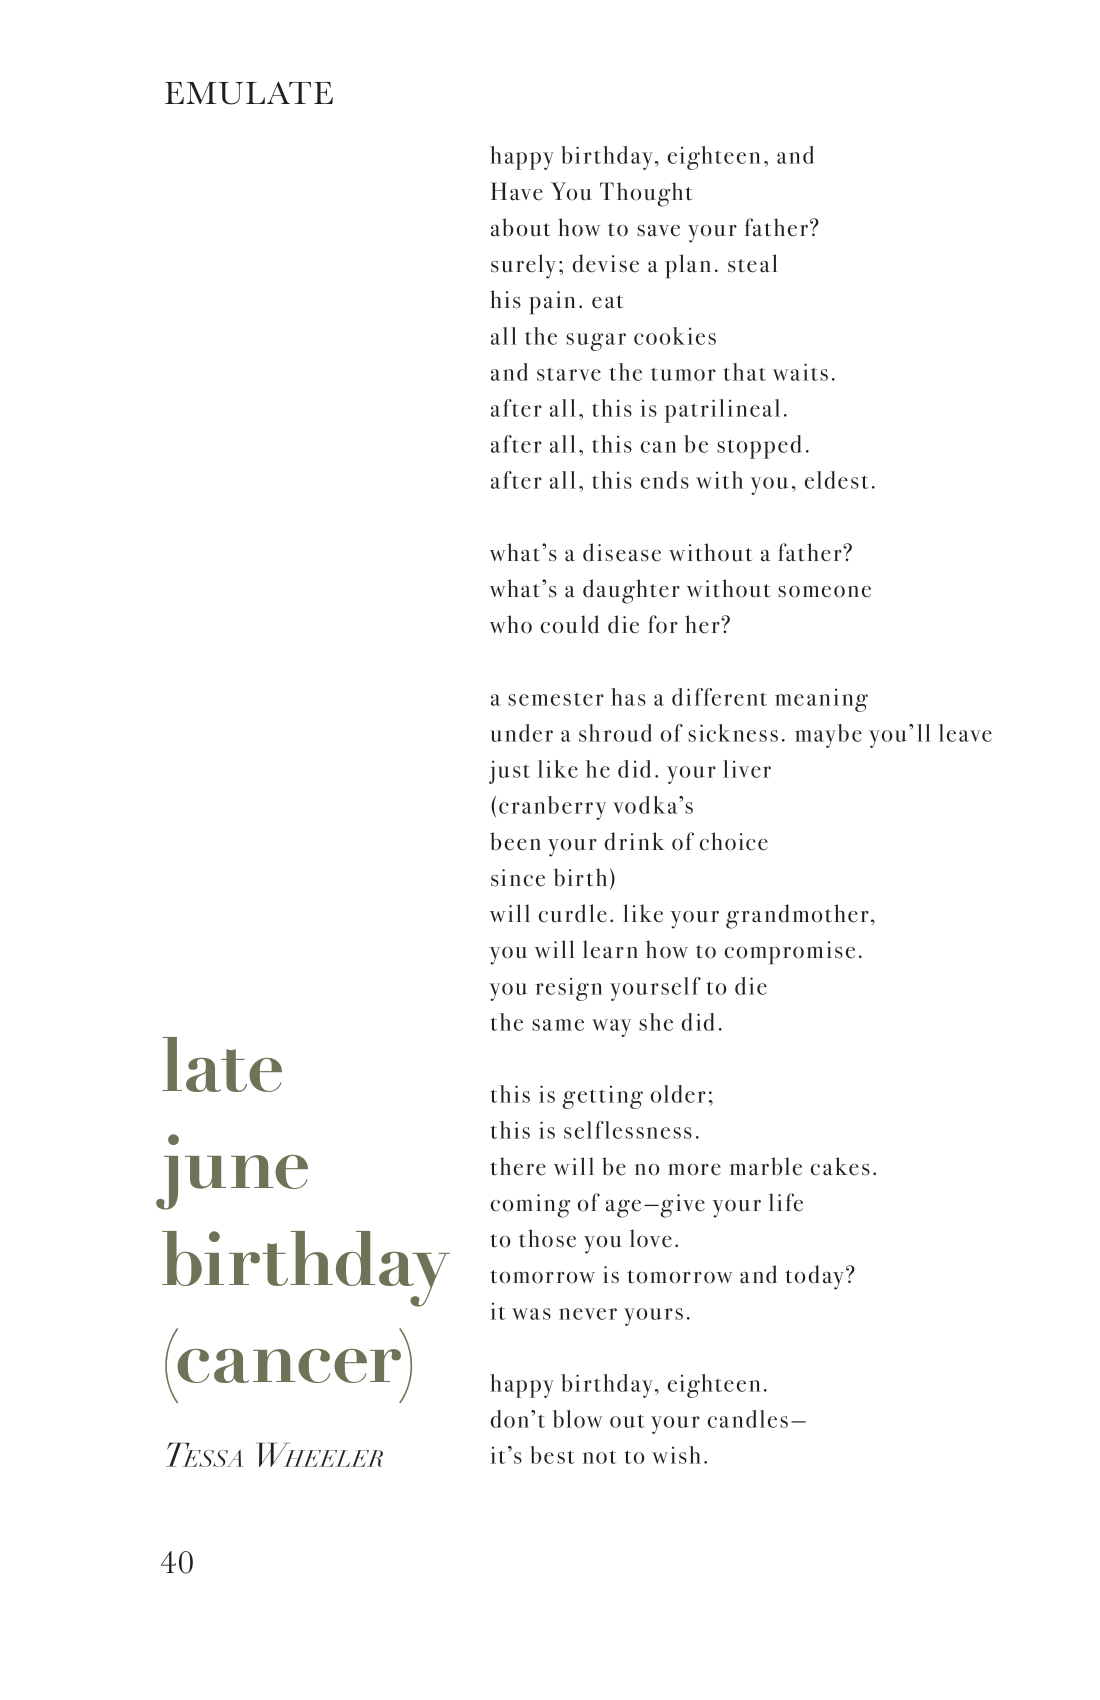 EMULATE
late
june
birthday
(cancer)
Tessa Wheeler
happy birthday, eighteen, and
Have You Thought
about how to save your father?
surely; devise a plan. steal
his pain. eat
all the sugar cookies
and starve the tumor that waits.
after all, this is patrilineal.
after all, this can be stopped.
after all, this ends with you, eldest.
what’s a disease without a father?
what’s a daughter without someone
who could die for her?
a semester has a different meaning
under a shroud of sickness. maybe you’ll leave
just like he did. your liver
(cranberry vodka’s
been your drink of choice
since birth)
will curdle. like your grandmother,
you will learn how to compromise.
you resign yourself to die
the same way she did.
this is getting older;
this is selflessness.
there will be no more marble cakes.
coming of age—give your life
to those you love.
tomorrow is tomorrow and today?
it was never yours.
happy birthday, eighteen.
don’t blow out your candles—
it’s best not to wish.
40